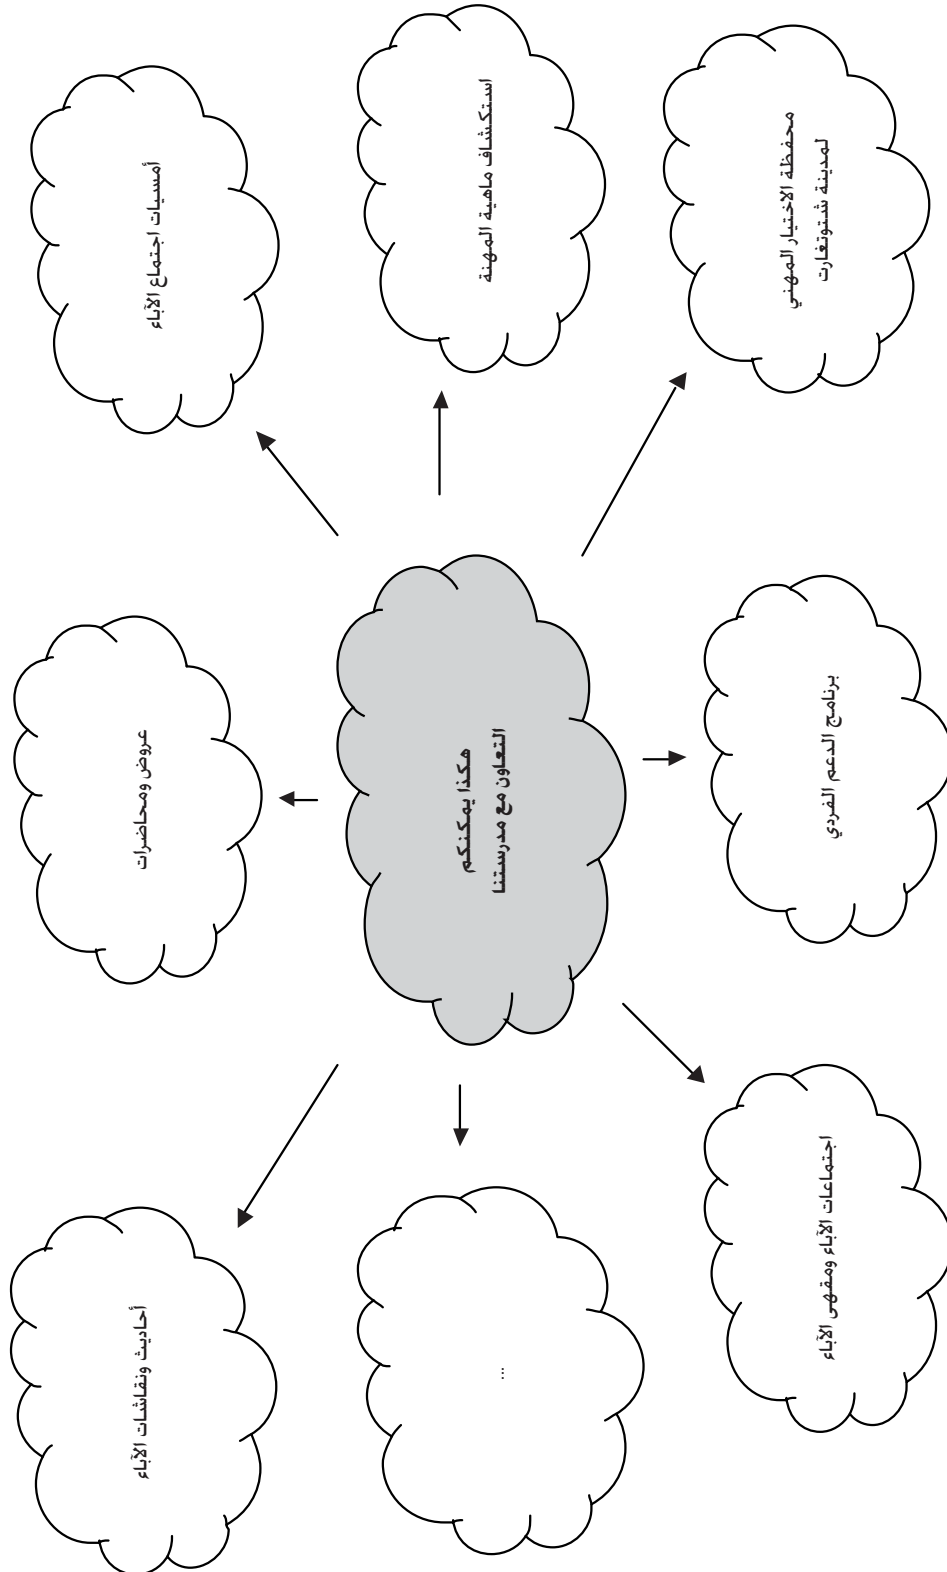 أمسيات اجتماع الآباء
استكشاف ماهية المهنة
محفظة الاختيار المهني
لمدينة شتوتغارت
عروض ومحاضرات
هكذا يمكنكم
التعاون مع مدرستنا
برنامج الدعم الفردي
أحاديث ونقاشات الآباء
...
اجتماعات الآباء ومقهى الآباء